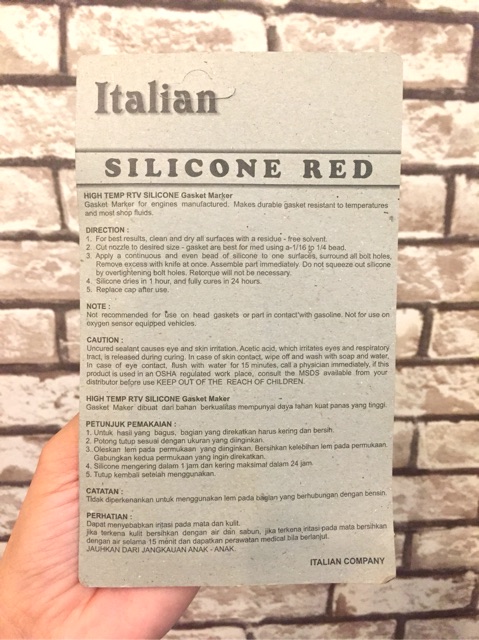 Italian
SILICONE RED
HIGH TEMP RTV SILICONE Gasket Marker
Gasket Marker for engines manufactured. Makes durable gasket resistant to temperatures
and most shop fluids.
DIRECTION :
1. For best results, clean and dry all surfaces with a residue - free solvent.
2. Cut nozzle to desired size - gasket are best for med using a-1/16 to 1/4 bead.
3. Apply a continuous and even bead of silicone to one surfaces, surround all bolt holes,
Remove excess with knife at once. Assemble part immediately. Do not squeeze out silicone
by overtightening bolt holes. Retorque will not be necessary.
4. Silicone dries in 1 hour, and fully cures in 24 hours.
5. Replace cap after use.
NOTE :
Not recommended for use on head gaskets or part in contact with gasoline. Not for use on
oxygen sensor equipped vehicles.
CAUTION :
Uncured sealant causes eye and skin irritation. Acetic acid, which irritates eyes and respiratory
tract, is released during curing. In case of skin contact, wipe off and wash with soap and water,
In case of eye contact, flush with water for 15 minutes, call a physician immediately, if this
product is used in an OSHA regulated work place, consult the MSDS available from your
distributor before use KEEP OUT OF THE REACH OF CHILDREN.
HIGH TEMP RTV SILICONE Gasket Maker
Gasket Maker dibuat dari bahan berkualitas mempunyai daya tahan kuat panas yang tinggi.
PETUNJUK PEMAKAIAN :
1. Untuk hasil yang bagus, bagian yang direkatkan harus kering dan bersih.
2. Potong tutup sesuai dengan ukuran yang diinginkan.
3. Oleskan lem pada permukaan yang diinginkan. Bersihkan kelebihan lem pada permukaan.
Gabungkan kedua permukaan yang ingin direkatkan.
4. Silicone mengering dalam 1 jam dan kering maksimal dalam 24 jam.
5. Tutup kembali setelah menggunakan.
CATATAN :
Tidak diperkenankan untuk menggunakan lem pada bagian yang berhubungan dengan bensin.
PERHATIAN :
Dapat menyebabkan iritasi pada mata dan kulit.
jika terkena kulit bersihkan dengan air dan sabun, jika terkena iritasi pada mata bersihkan
dengan air selama 15 menit dan dapatkan perawatan medical bila berlanjut.
JAUHKAN DARI JANGKAUAN ANAK - ANAK.
ITALIAN COMPANY